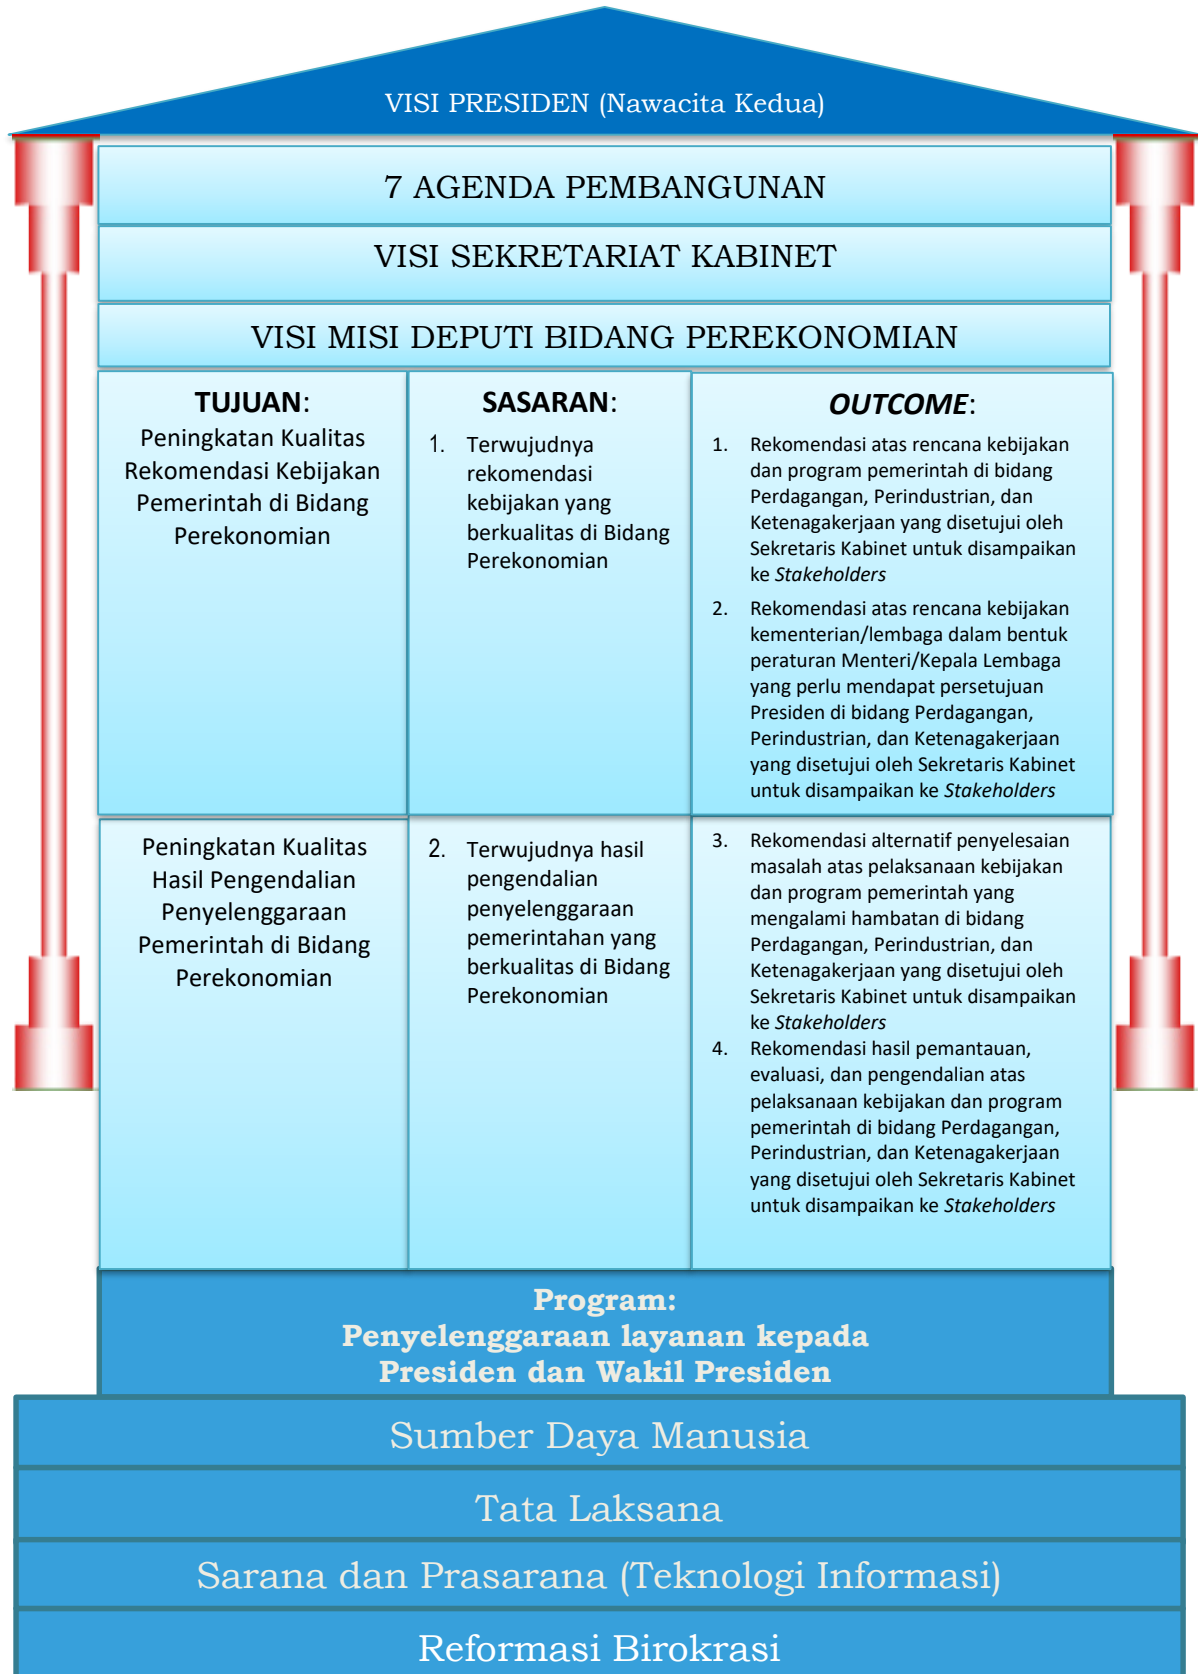 VISI PRESIDEN (Nawacita Kedua)
7 AGENDA PEMBANGUNAN
VISI SEKRETARIAT KABINET
VISI MISI DEPUTI BIDANG PEREKONOMIAN
TUJUAN:
Peningkatan Kualitas
Rekomendasi Kebijakan
Pemerintah di Bidang
Perekonomian
SASARAN:
1. Terwujudnya
rekomendasi
kebijakan yang
berkualitas di Bidang
Perekonomian
OUTCOME:
1. Rekomendasi atas rencana kebijakan
dan program pemerintah di bidang
Perdagangan, Perindustrian, dan
Ketenagakerjaan yang disetujui oleh
Sekretaris Kabinet untuk disampaikan
ke Stakeholders
2. Rekomendasi atas rencana kebijakan
kementerian/lembaga dalam bentuk
peraturan Menteri/Kepala Lembaga
yang perlu mendapat persetujuan
Presiden di bidang Perdagangan,
Perindustrian, dan Ketenagakerjaan
yang disetujui oleh Sekretaris Kabinet
untuk disampaikan ke Stakeholders
Peningkatan Kualitas
Hasil Pengendalian
Penyelenggaraan
Pemerintah di Bidang
Perekonomian
2. Terwujudnya hasil
pengendalian
penyelenggaraan
pemerintahan yang
berkualitas di Bidang
Perekonomian
3. Rekomendasi alternatif penyelesaian
masalah atas pelaksanaan kebijakan
dan program pemerintah yang
mengalami hambatan di bidang
Perdagangan, Perindustrian, dan
Ketenagakerjaan yang disetujui oleh
Sekretaris Kabinet untuk disampaikan
ke Stakeholders
4. Rekomendasi hasil pemantauan,
evaluasi, dan pengendalian atas
pelaksanaan kebijakan dan program
pemerintah di bidang Perdagangan,
Perindustrian, dan Ketenagakerjaan
yang disetujui oleh Sekretaris Kabinet
untuk disampaikan ke Stakeholders
Program:
Penyelenggaraan layanan kepada
Presiden dan Wakil Presiden
Sumber Daya Manusia
Tata Laksana
Sarana dan Prasarana (Teknologi Informasi)
Reformasi Birokrasi